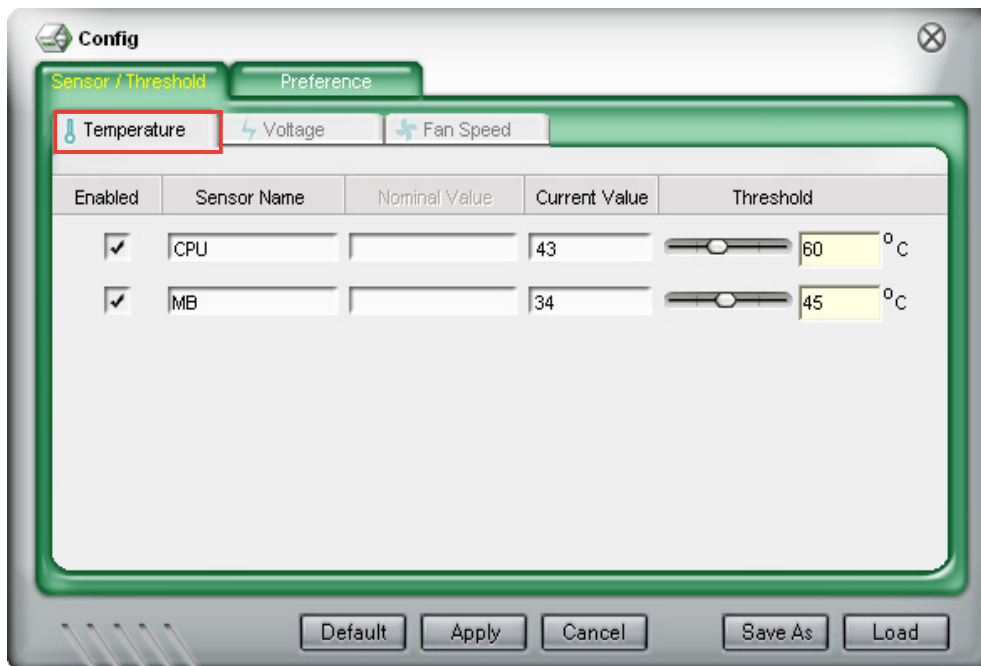 Config
Sensor / Threshold Preference
Temperature Voltage Fan Speed
Enabled Sensor Name Nominal Value Current Value Threshold
CPU 43 60 °C
MB 34 45 °C
Default Apply Cancel Save As Load